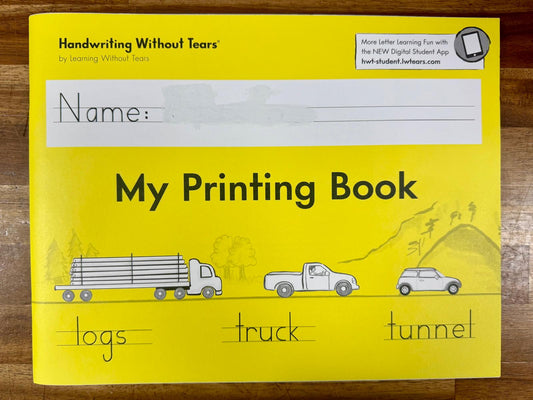 Handwriting Without Tears®
by Learning Without Tears
More Letter Learning Fun with
the NEW Digital Student App
hwt-student.lwtears.com
Name:
My Printing Book
logs truck tunnel